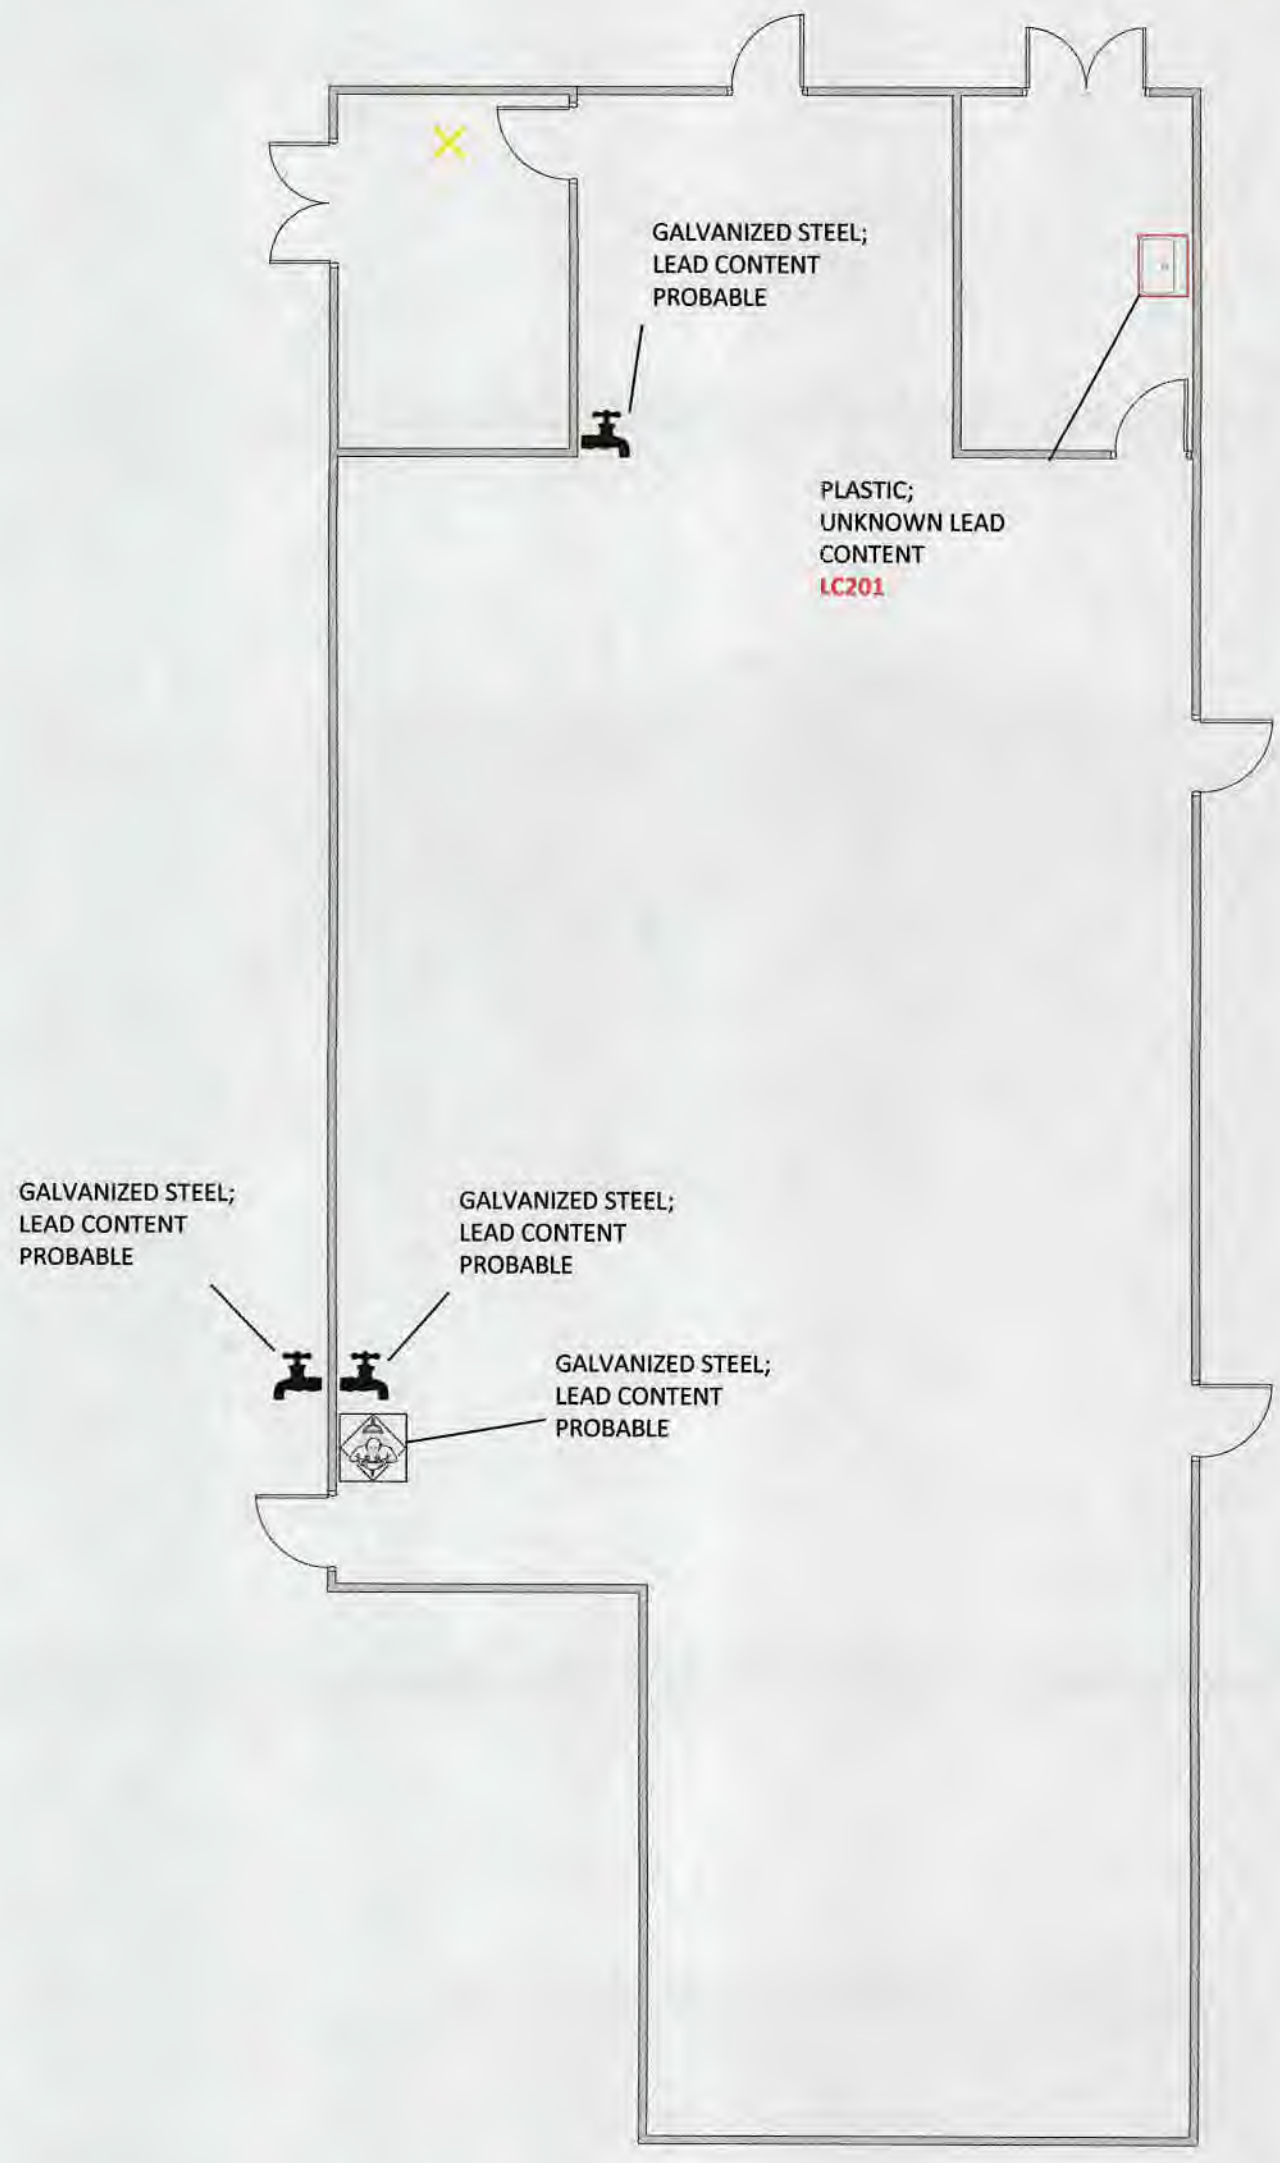 GALVANIZED STEEL;
LEAD CONTENT
PROBABLE
PLASTIC;
UNKNOWN LEAD
CONTENT
LC201
GALVANIZED STEEL;
LEAD CONTENT
PROBABLE
GALVANIZED STEEL;
LEAD CONTENT
PROBABLE
GALVANIZED STEEL;
LEAD CONTENT
PROBABLE